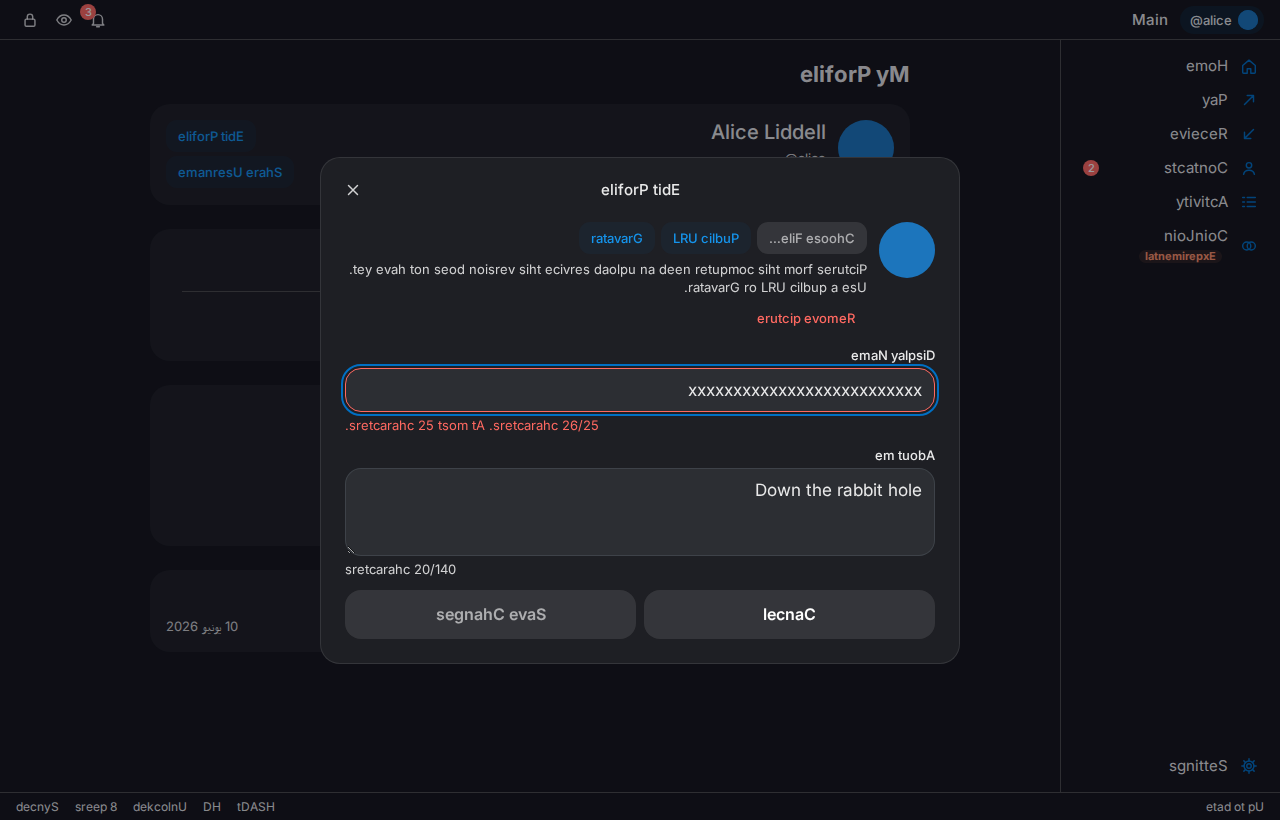 Main
@alice
3
emoH
yaP
evieceR
stcatnoC
2
ytivitcA
nioJnioC
latnemirepxE
sgnitteS
eliforP yM
Alice Liddell
@alice
eliforP tidE
emanresU erahS
eliforP tidE
...eliF esoohC
LRU cilbuP
ratavarG
.tey evah ton seod noisrev siht ecivres daolpu na deen retupmoc siht morf serutciP
.ratavarG ro LRU cilbup a esU
erutcip evomeR
emaN yalpsiD
xxxxxxxxxxxxxxxxxxxxxxxxxx
.sretcarahc 25 tsom tA .sretcarahc 26/25
em tuobA
Down the rabbit hole
sretcarahc 20/140
lecnaC
segnahC evaS
10 يونيو 2026
decnyS
sreep 8
dekcolnU
DH
tDASH
etad ot pU